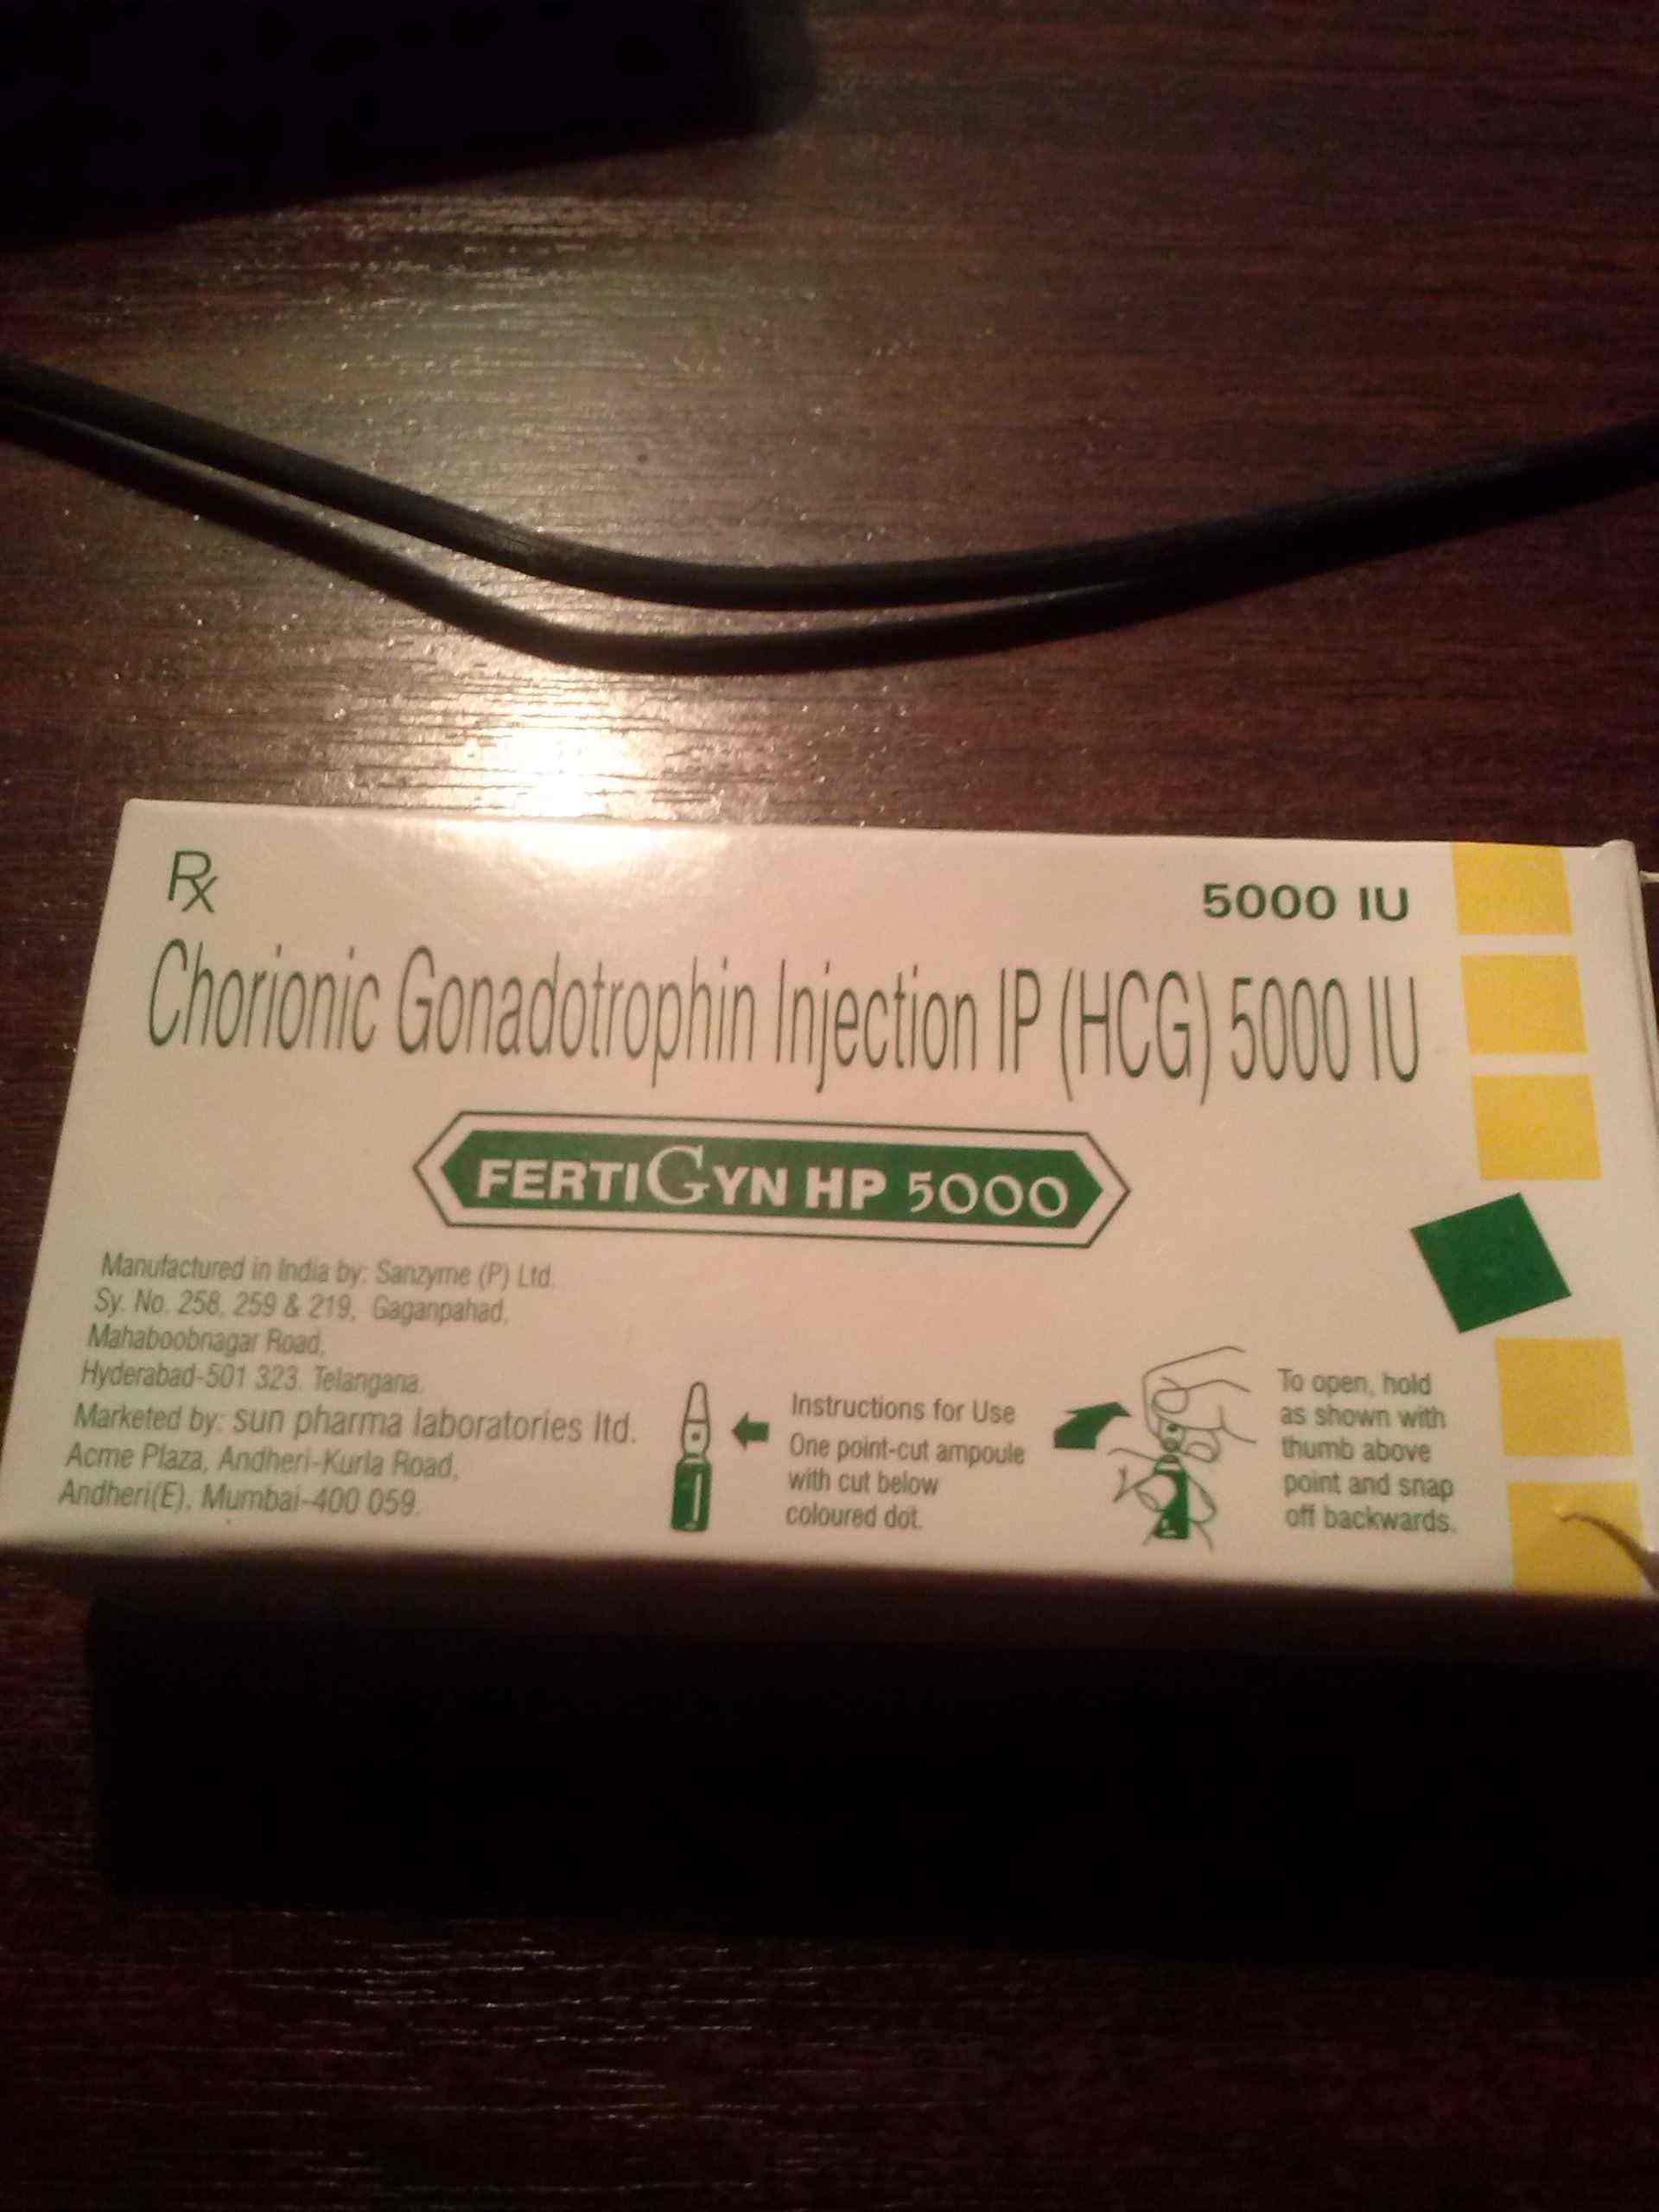 Rx
5000 IU
Chorionic Gonadotrophin Injection IP (HCG) 5000 IU
FERTIGYN HP 5000
Manufactured in India by: Sanzyme (P) Ltd.
Sy. No. 258, 259 & 219, Gaganpahad,
Mahaboobnagar Road,
Hyderabad-501 323. Telangana.
Marketed by: sun pharma laboratories ltd.
Acme Plaza, Andheri-Kurla Road,
Andheri(E), Mumbai-400 059.
Instructions for Use
One point-cut ampoule
with cut below
coloured dot.
To open, hold
as shown with
thumb above
point and snap
off backwards.